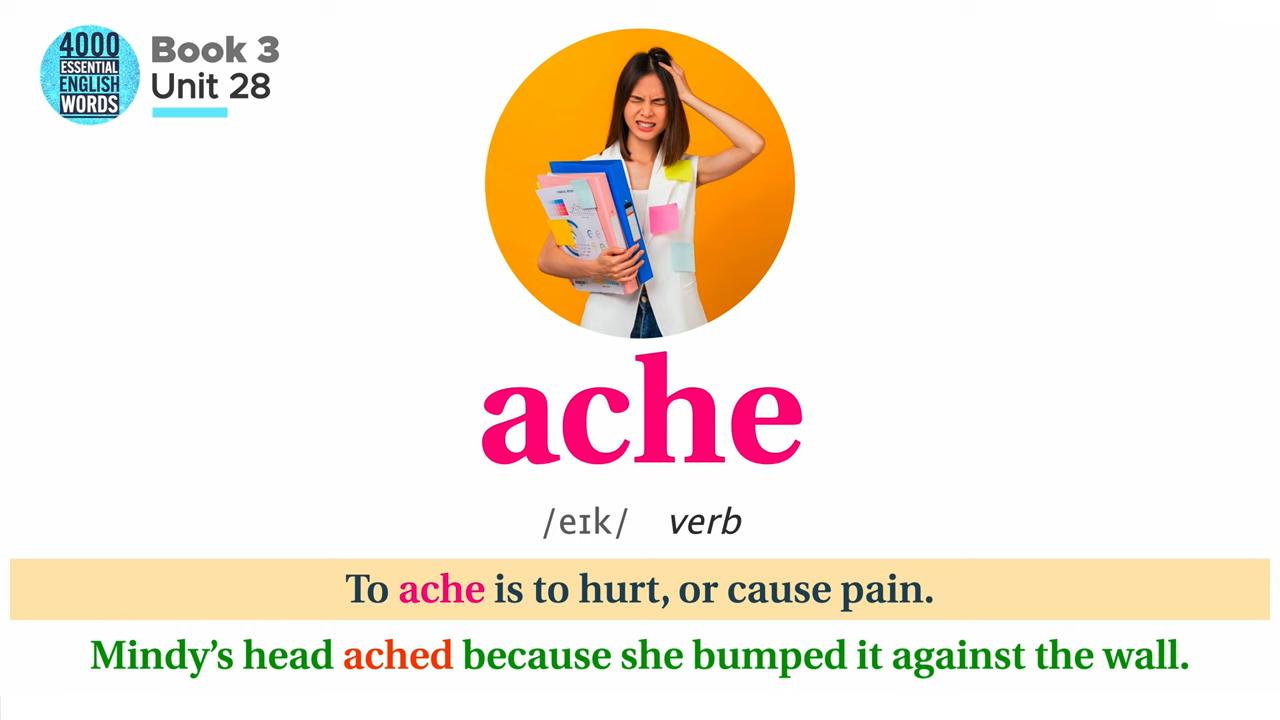 4000
ESSENTIAL
ENGLISH
WORDS
Book 3
Unit 28
ache
/eɪk/ verb
To ache is to hurt, or cause pain.
Mindy’s head ached because she bumped it against the wall.